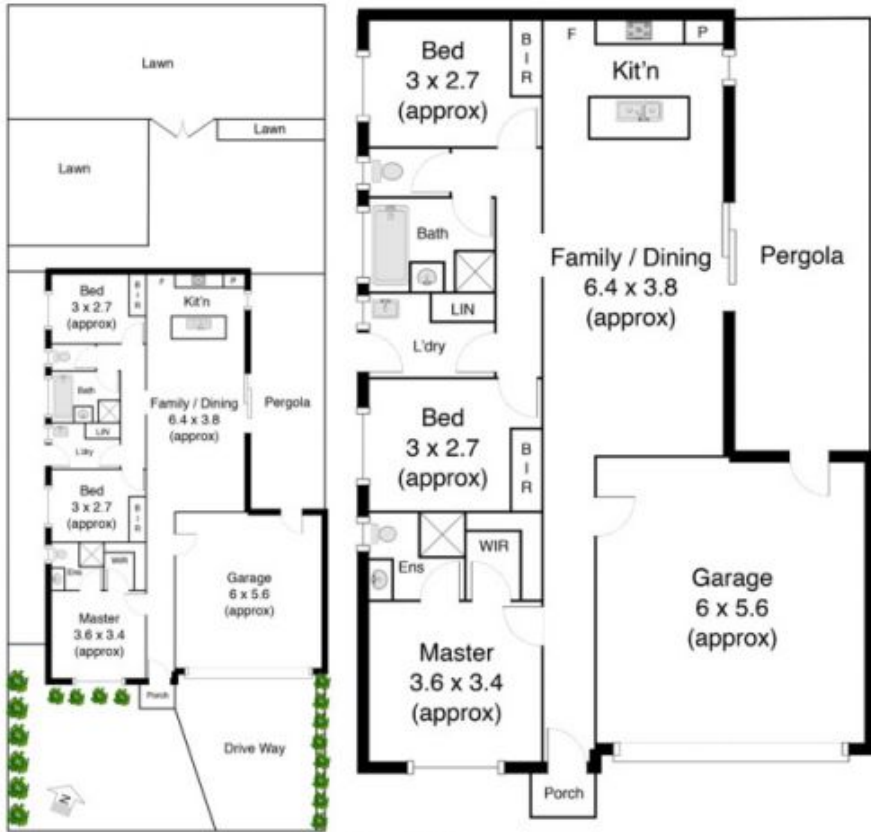 Lawn
Lawn
Lawn
Bed
3 x 2.7
(approx)
B
I
R
F
P
Kit'n
Bath
Family / Dining
6.4 x 3.8
(approx)
Pergola
LIN
L'dry
Bed
3 x 2.7
(approx)
B
I
R
Ens
WIR
Garage
6 x 5.6
(approx)
Master
3.6 x 3.4
(approx)
Porch
Drive Way
N
Bed
3 x 2.7
(approx)
B
I
R
F
P
Kit'n
Bath
Family / Dining
6.4 x 3.8
(approx)
Pergola
LIN
L'dry
Bed
3 x 2.7
(approx)
B
I
R
Ens
WIR
Garage
6 x 5.6
(approx)
Master
3.6 x 3.4
(approx)
Porch